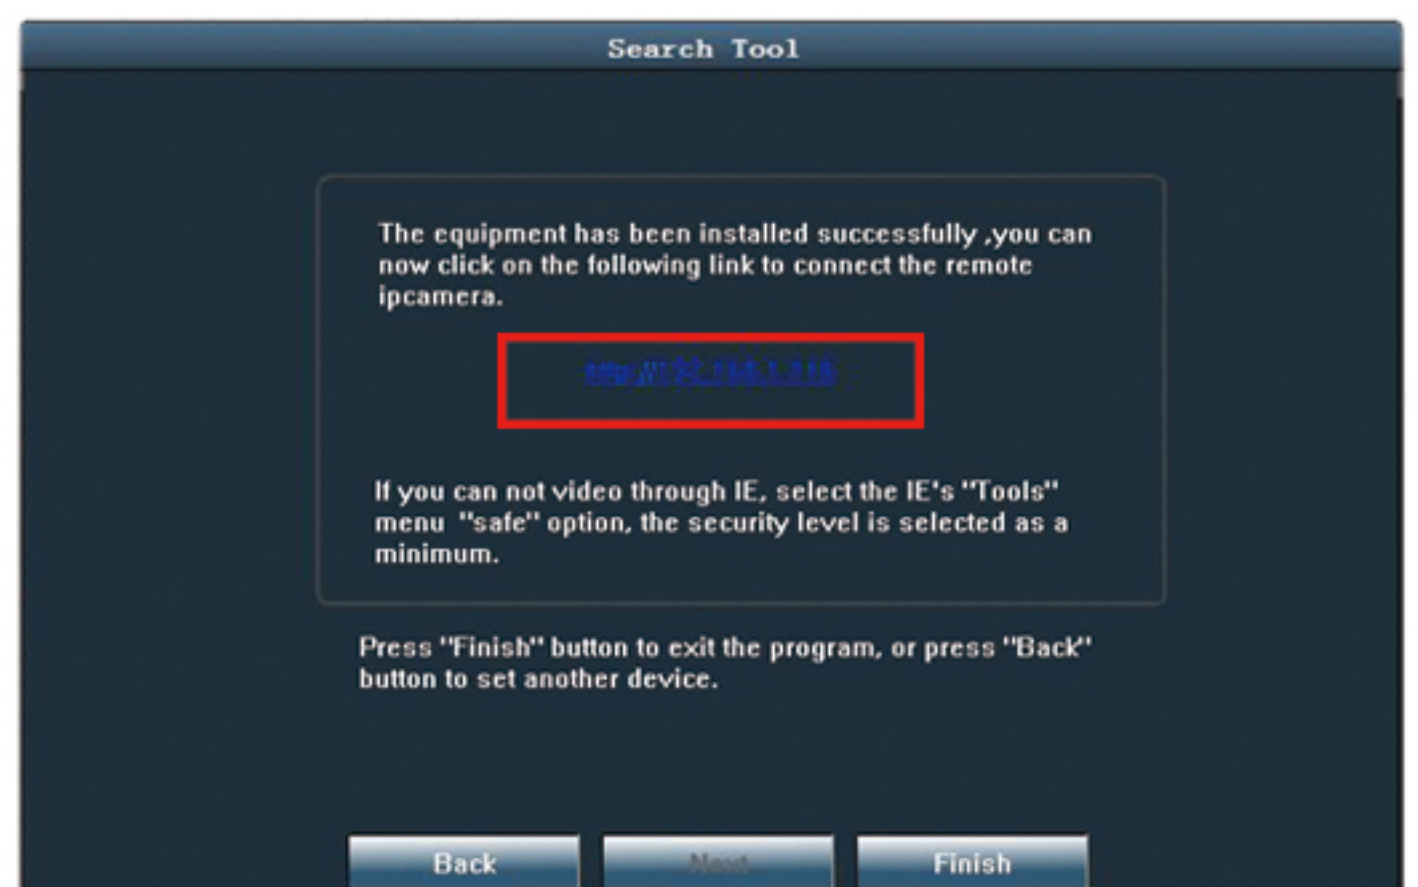 Search Tool
The equipment has been installed successfully ,you can
now click on the following link to connect the remote
ipcamera.
If you can not video through IE, select the IE's "Tools"
menu "safe" option, the security level is selected as a
minimum.
Press "Finish" button to exit the program, or press "Back"
button to set another device.
Back
Next
Finish